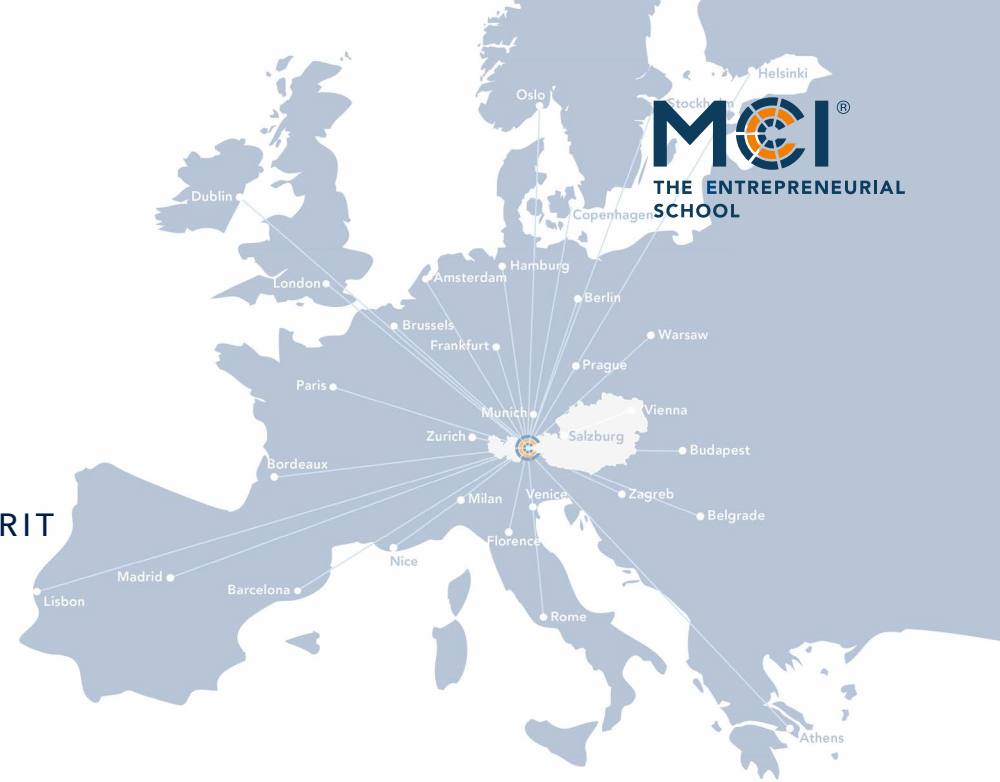 Helsinki
Oslo
Stockholm
MCI®
THE ENTREPRENEURIAL
SCHOOL
Dublin
Copenhagen
Hamburg
Amsterdam
London
Berlin
Brussels
Warsaw
Frankfurt
Prague
Paris
Munich
Vienna
Zurich
Salzburg
Budapest
Bordeaux
Milan
Venice
Zagreb
Belgrade
RIT
Florence
Nice
Madrid
Barcelona
Lisbon
Rome
Athens